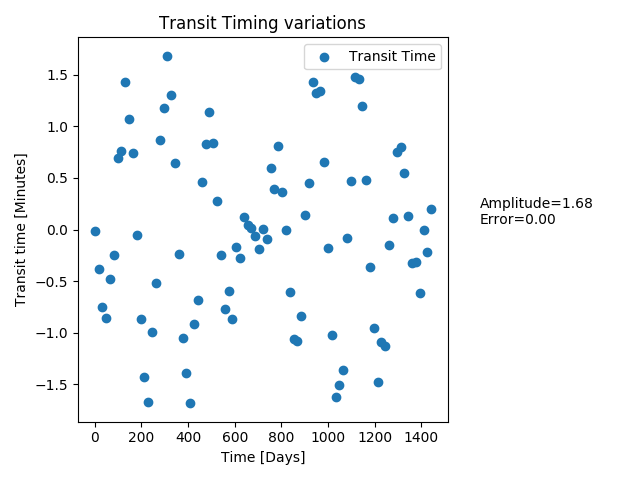 Transit Timing variations
Transit Time
Transit time [Minutes]
1.5
1.0
0.5
0.0
−0.5
−1.0
−1.5
0
200
400
600
800
1000
1200
1400
Time [Days]
Amplitude=1.68
Error=0.00